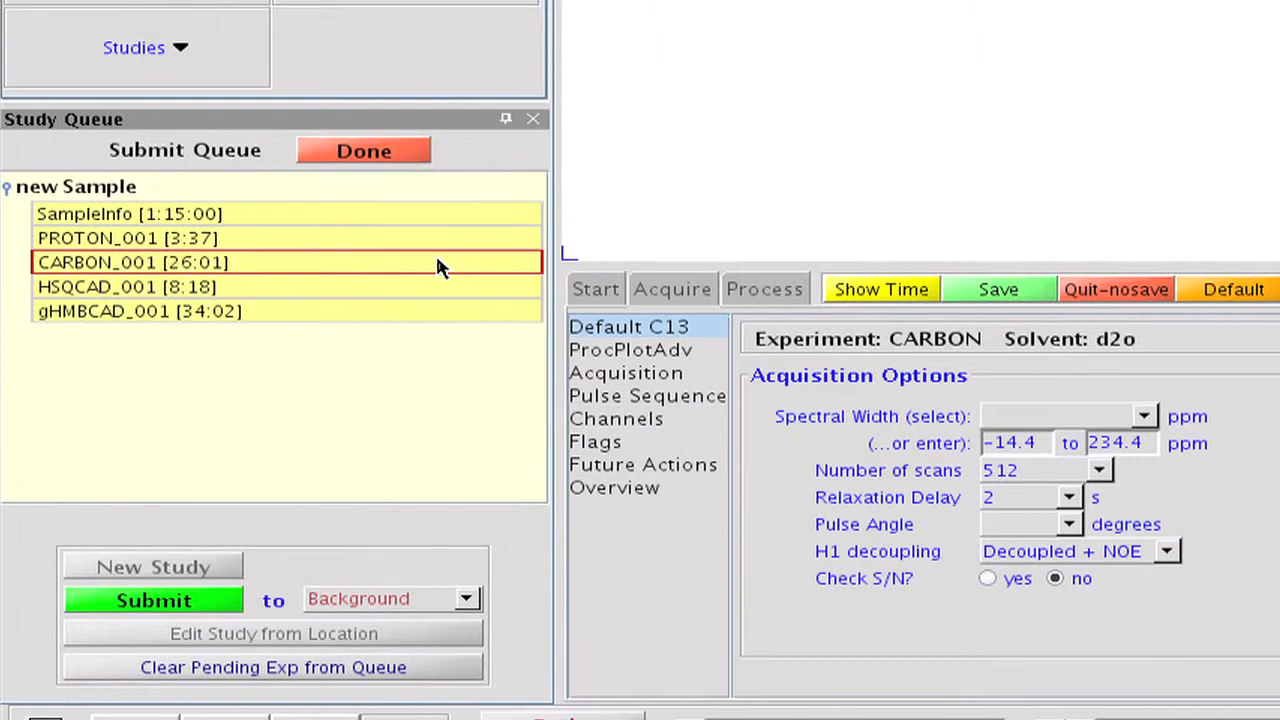 Studies
Study Queue
Submit Queue Done
new Sample
SampleInfo [1:15:00]
PROTON_001 [3:37]
CARBON_001 [26:01]
HSQCAD_001 [8:18]
gHMBCAD_001 [34:02]
New Study
Submit to Background
Edit Study from Location
Clear Pending Exp from Queue
Start Acquire Process Show Time Save Quit-nosave Default
Default C13
ProcPlotAdv
Acquisition
Pulse Sequence
Channels
Flags
Future Actions
Overview
Experiment: CARBON Solvent: d2o
Acquisition Options
Spectral Width (select): ppm
(...or enter): -14.4 to 234.4 ppm
Number of scans 512
Relaxation Delay 2 s
Pulse Angle degrees
H1 decoupling Decoupled + NOE
Check S/N? yes no